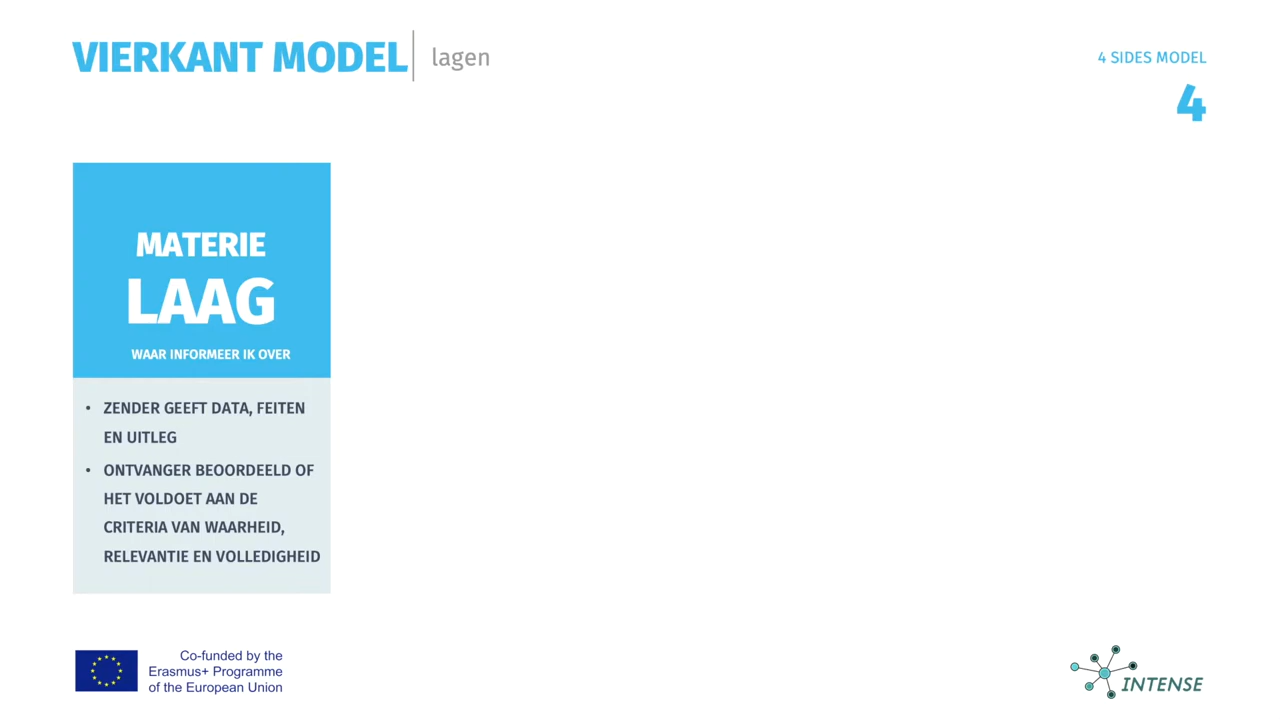 VIERKANT MODEL
lagen
4 SIDES MODEL
4
MATERIE
LAAG
WAAR INFORMEER IK OVER
• ZENDER GEEFT DATA, FEITEN
EN UITLEG
• ONTVANGER BEOORDEELD OF
HET VOLDOET AAN DE
CRITERIA VAN WAARHEID,
RELEVANTIE EN VOLLEDIGHEID
Co-funded by the
Erasmus+ Programme
of the European Union
INTENSE